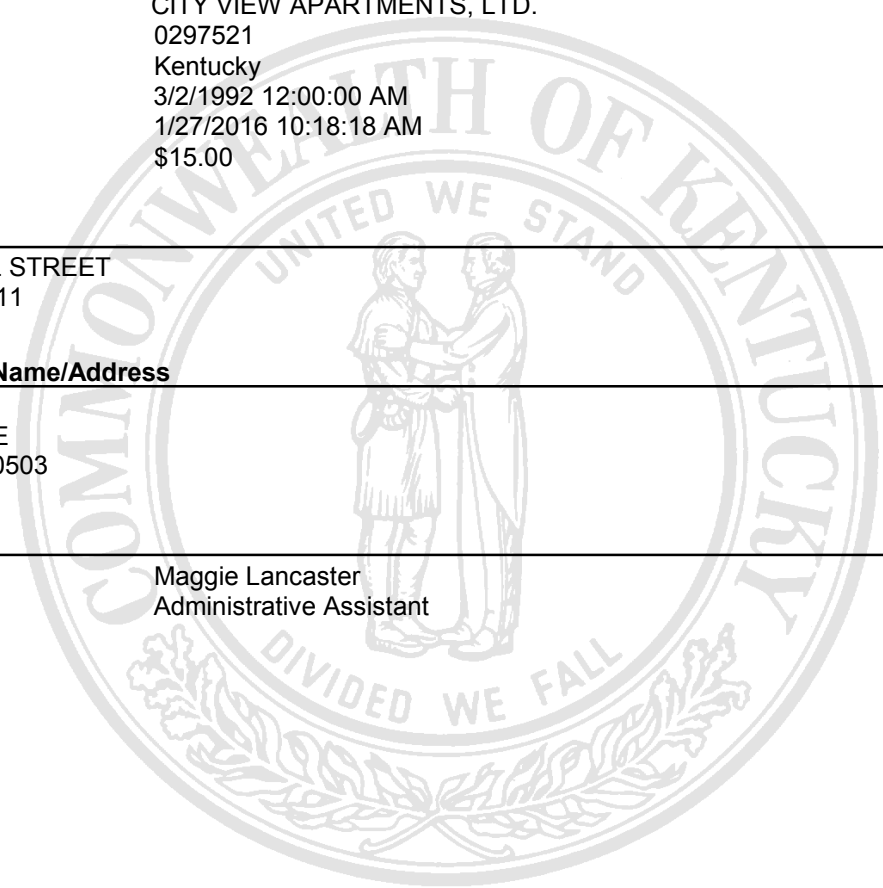 CITY VIEW APARTMENTS, LTD.
0297521
Kentucky
3/2/1992 12:00:00 AM
1/27/2016 10:18:18 AM
$15.00
STREET
11
Name/Address
E
0503
Maggie Lancaster
Administrative Assistant
COMMONWEALTH OF KENTUCKY
UNITED WE STAND
DIVIDED WE FALL